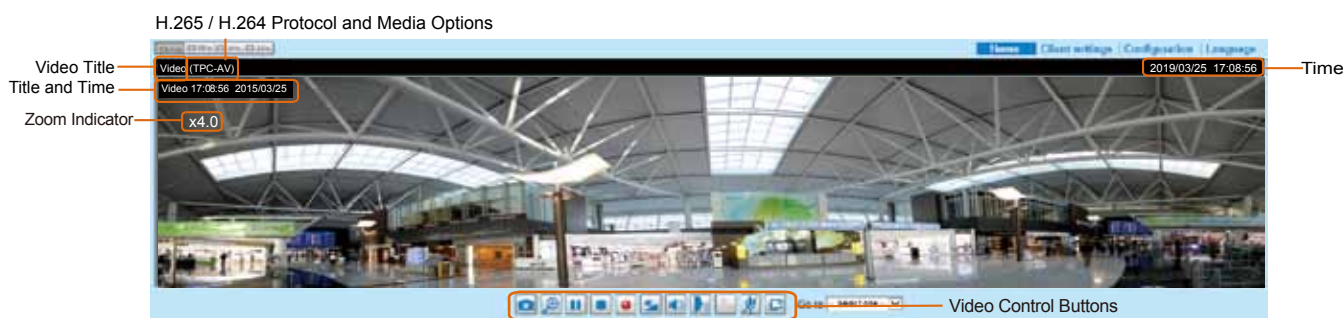 H.265 / H.264 Protocol and Media Options
Home Client settings Configuration Language
Video Title
Video (TPC-AV)
2019/03/25 17:08:56
Time
Title and Time
Video 17:08:56 2015/03/25
Zoom Indicator
x4.0
Go to
Video Control Buttons